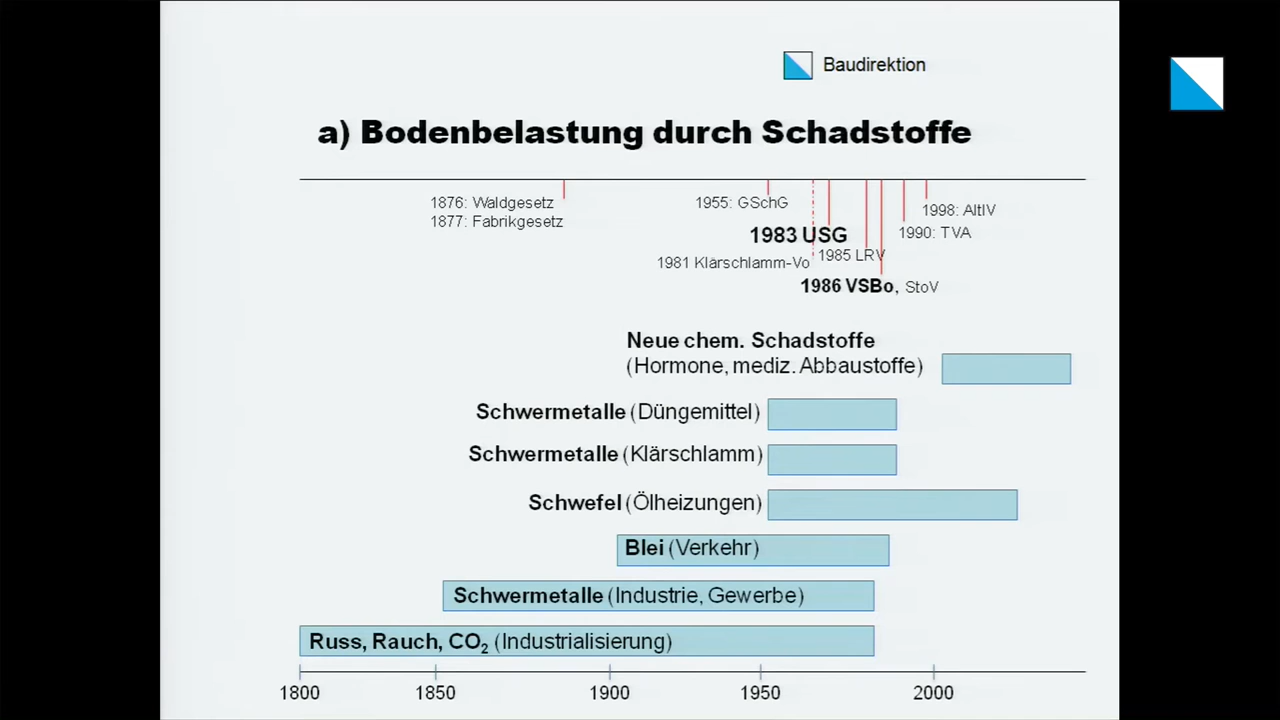 Baudirektion
a) Bodenbelastung durch Schadstoffe
1876: Waldgesetz
1877: Fabrikgesetz
1955: GSchG
1998: AltlV
1983 USG
1990: TVA
1981 Klärschlamm-Vo
1985 LRV
1986 VSBo, StoV
Neue chem. Schadstoffe
(Hormone, mediz. Abbaustoffe)
Schwermetalle (Düngemittel)
Schwermetalle (Klärschlamm)
Schwefel (Ölheizungen)
Blei (Verkehr)
Schwermetalle (Industrie, Gewerbe)
Russ, Rauch, CO₂ (Industrialisierung)
1800 1850 1900 1950 2000